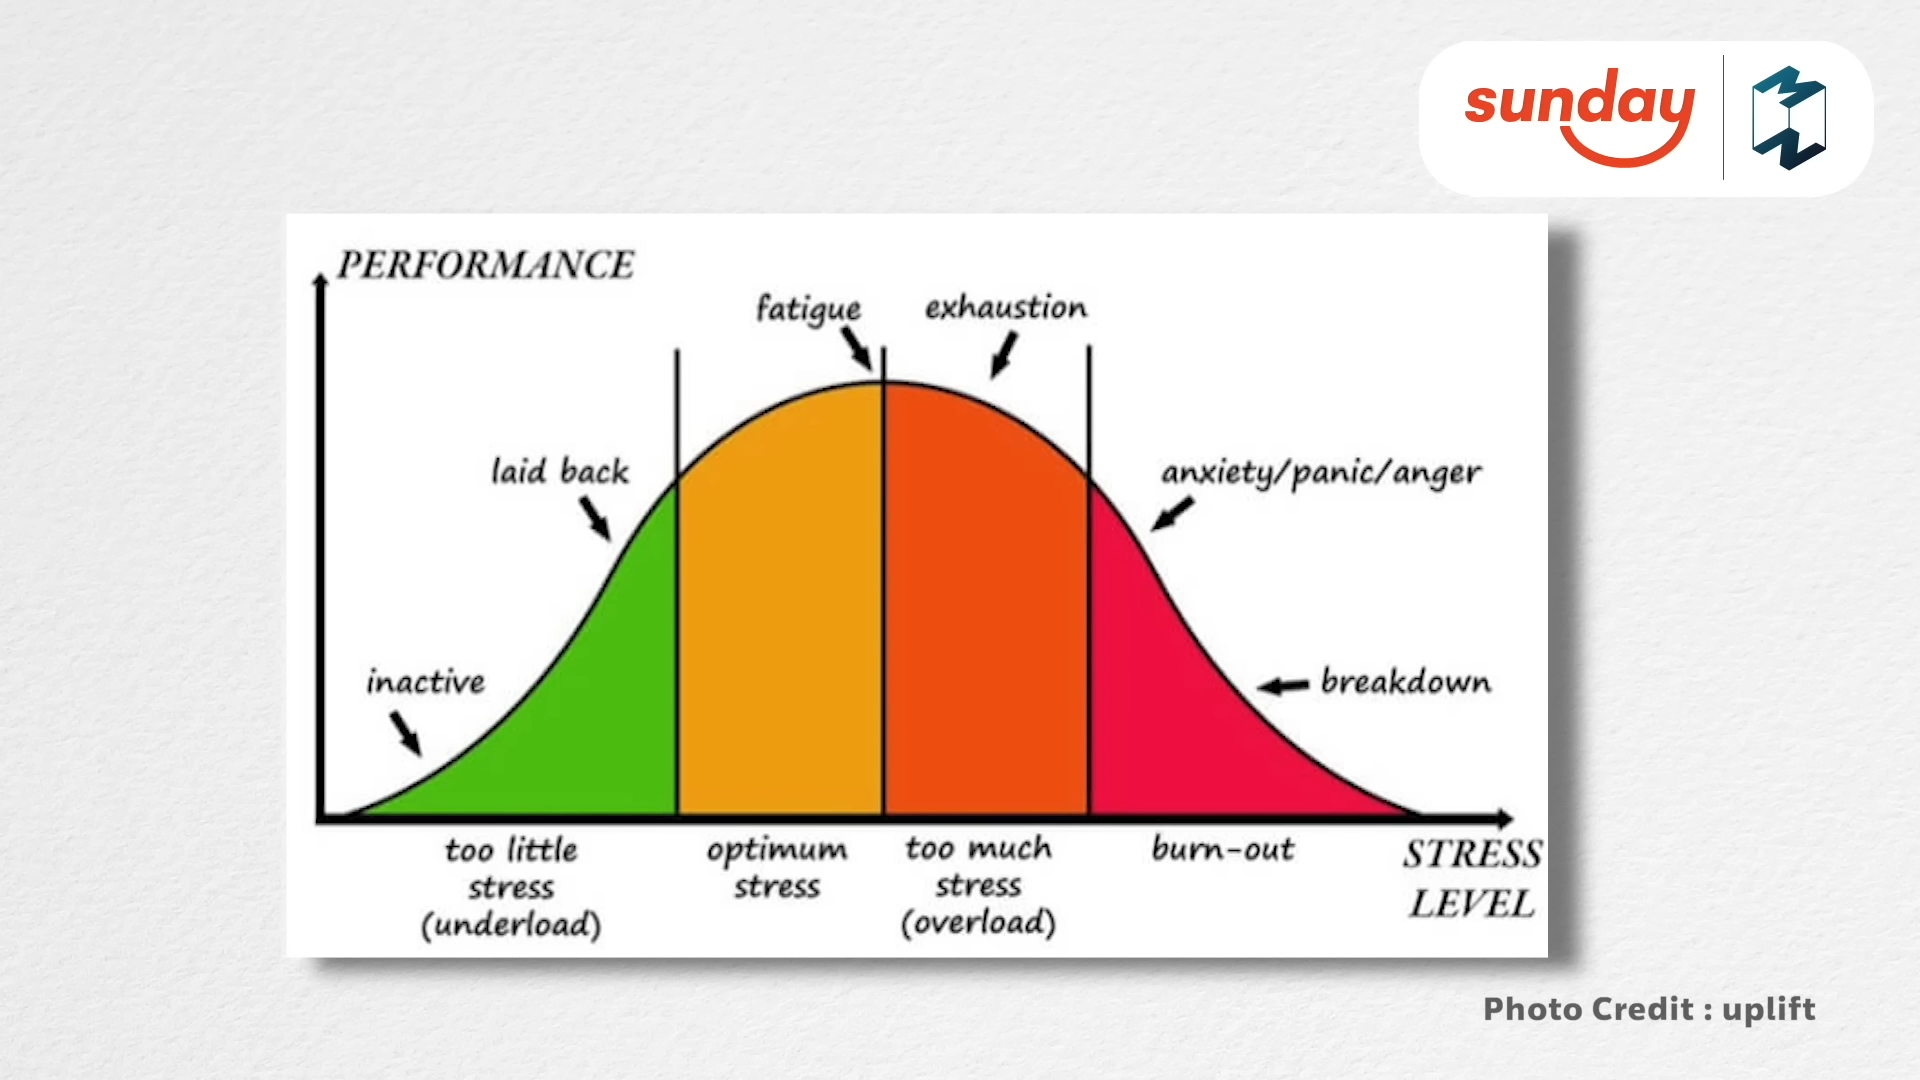 sunday
PERFORMANCE
fatigue
exhaustion
laid back
anxiety/panic/anger
inactive
breakdown
too little
stress
(underload)
optimum
stress
too much
stress
(overload)
burn-out
STRESS
LEVEL
Photo Credit : uplift